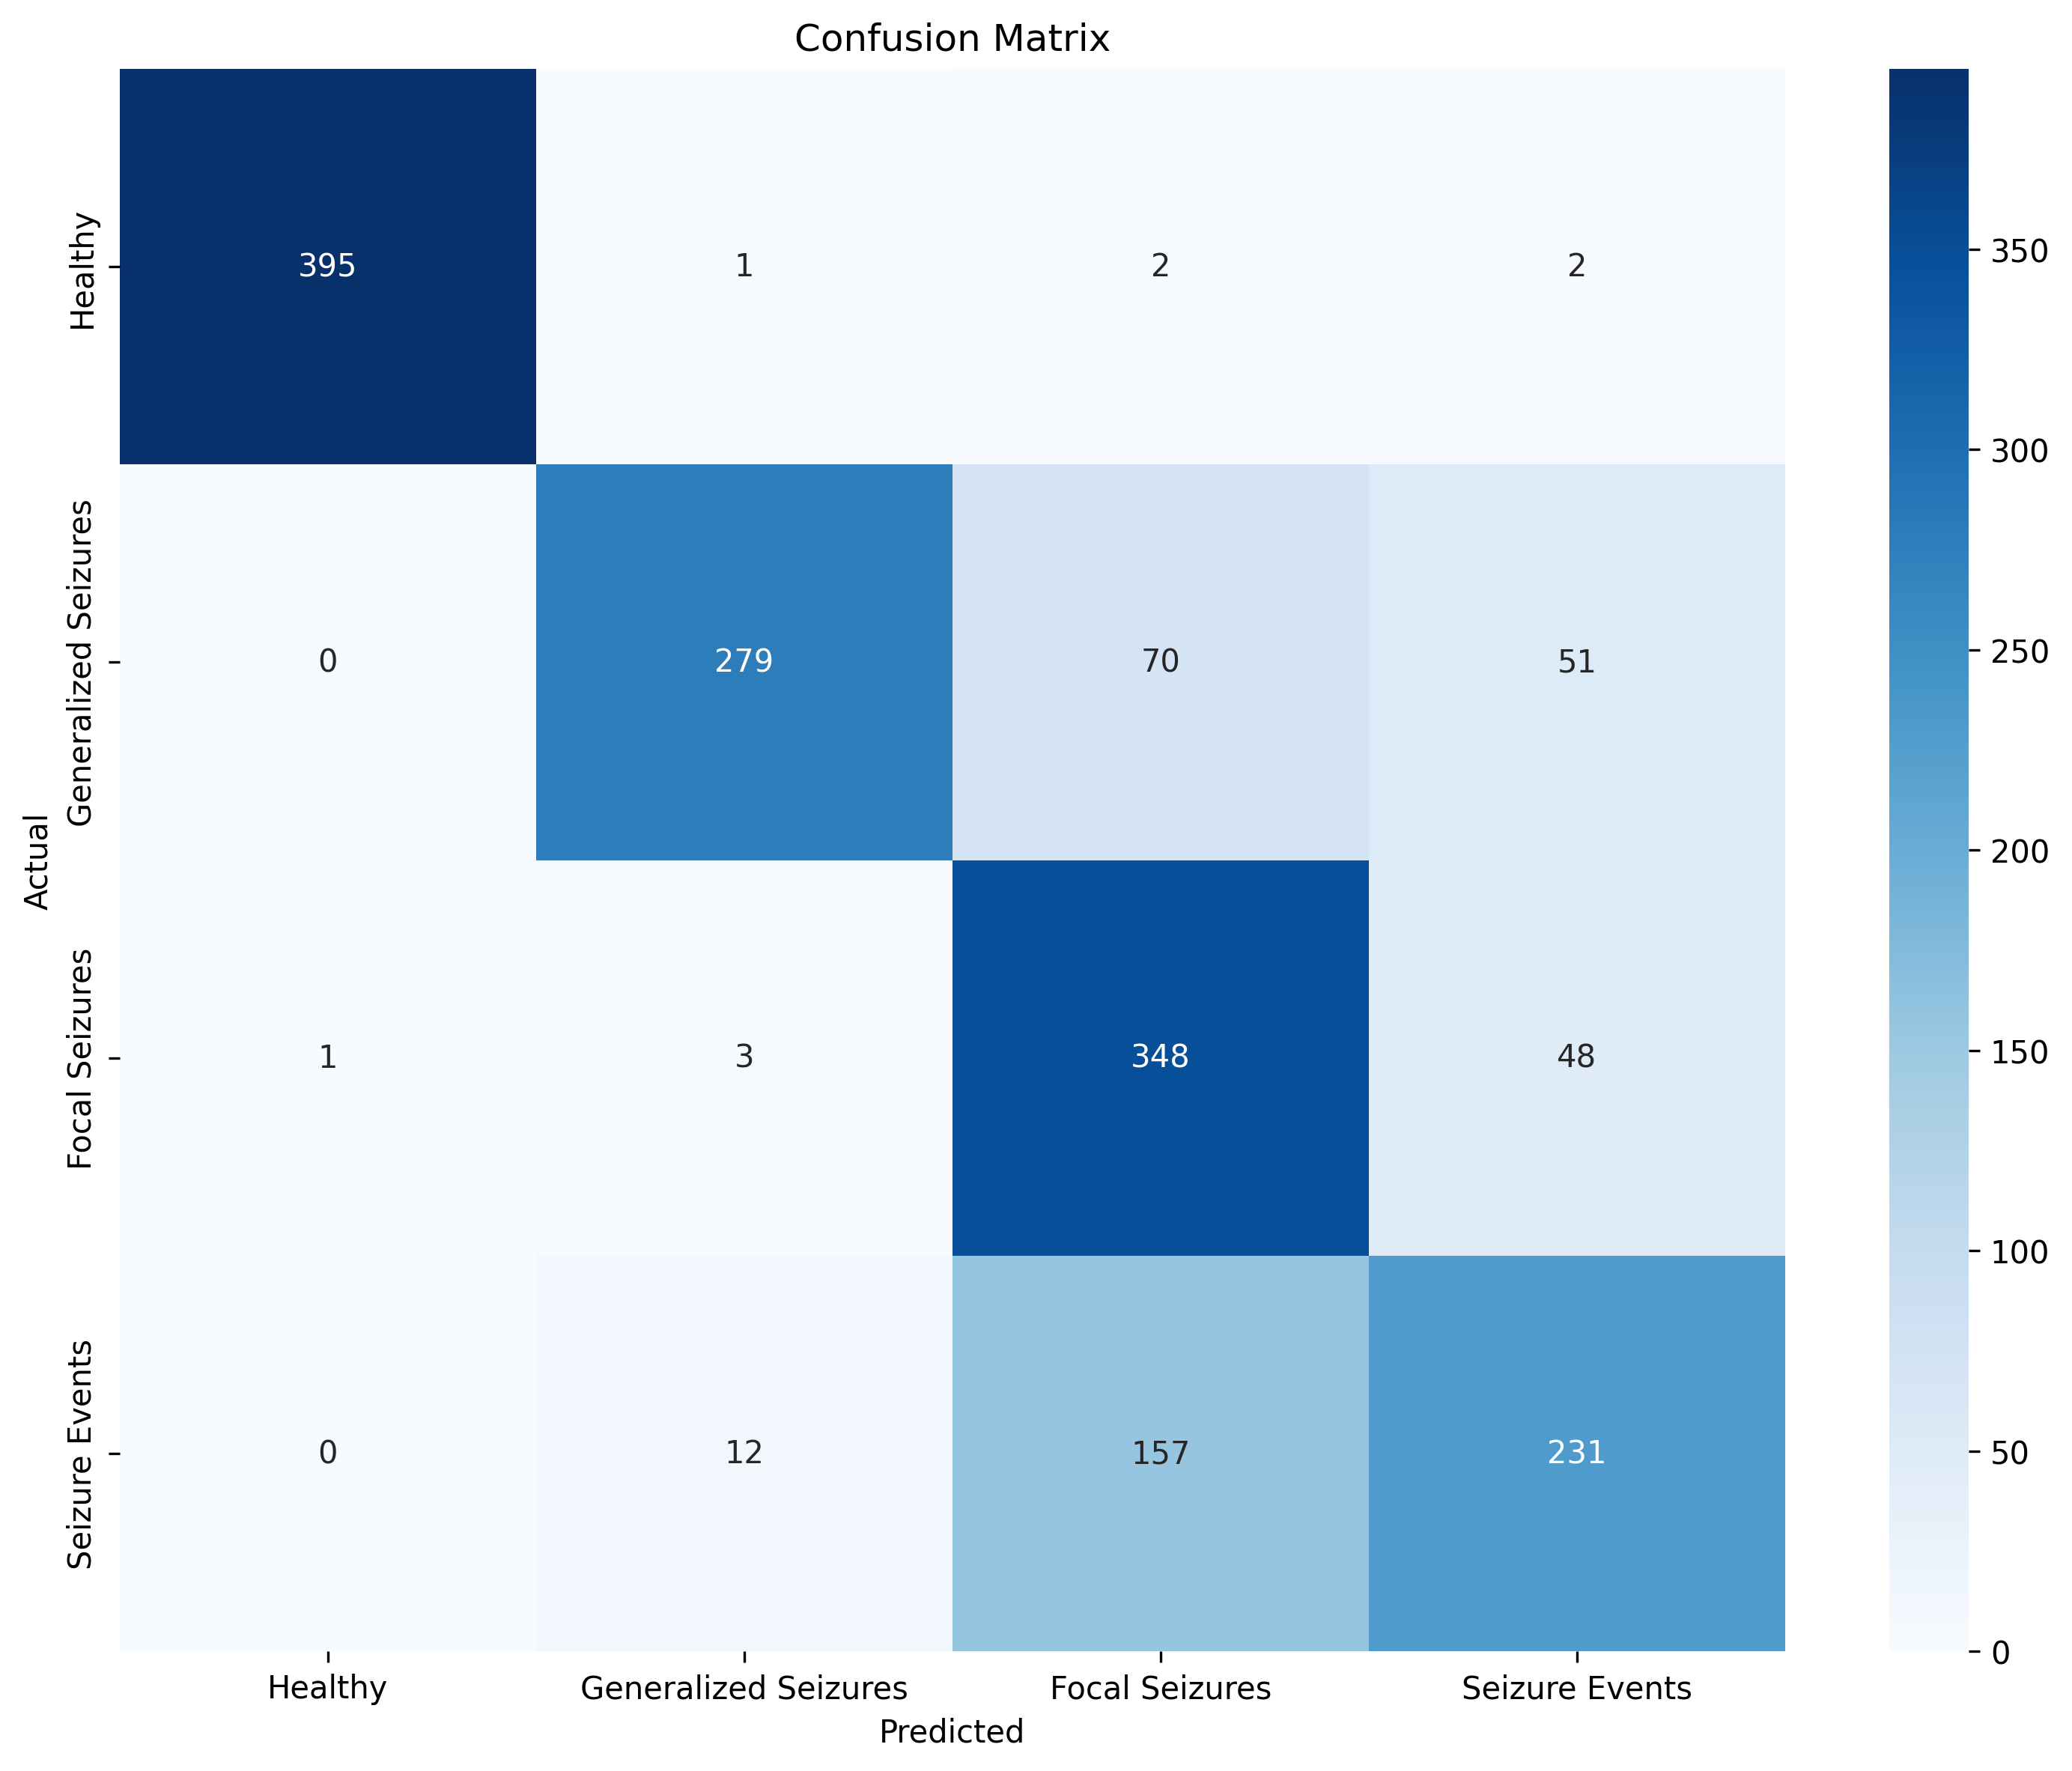 Confusion Matrix
Actual
Healthy
395 1 2 2
Generalized Seizures
0 279 70 51
Focal Seizures
1 3 348 48
Seizure Events
0 12 157 231
Healthy Generalized Seizures Focal Seizures Seizure Events
Predicted
350
300
250
200
150
100
50
0